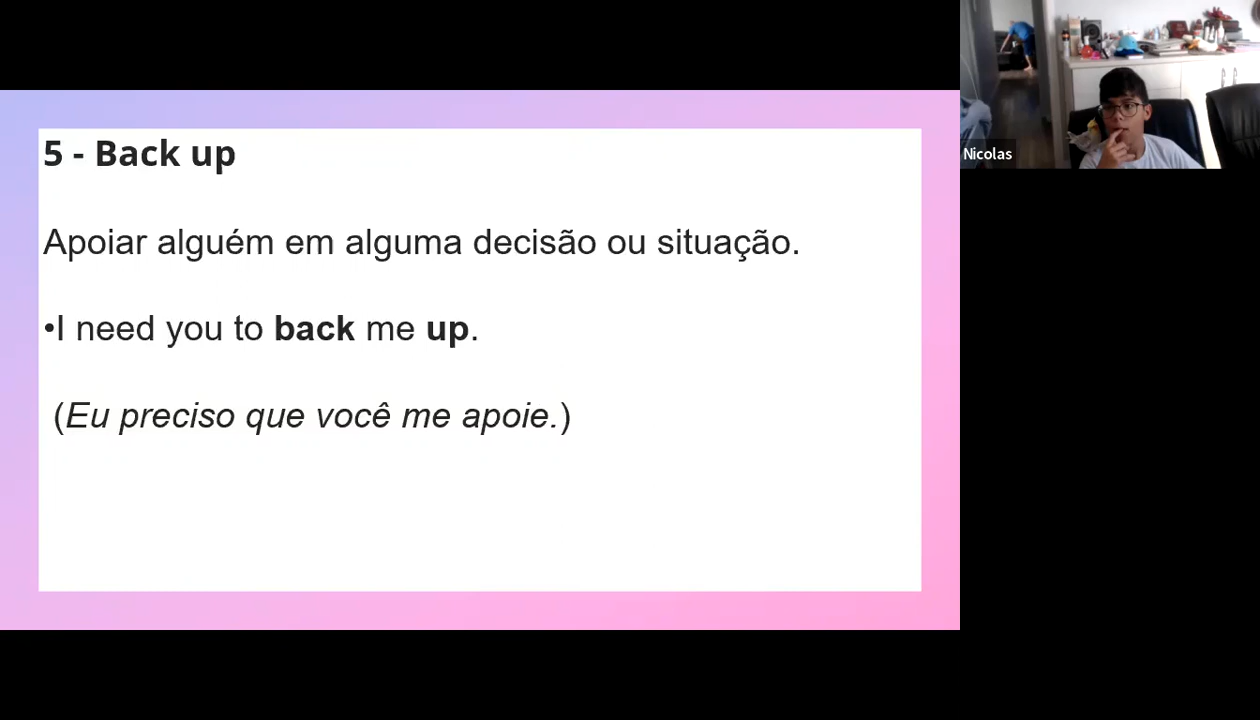 5 - Back up
Apoiar alguém em alguma decisão ou situação.
•I need you to back me up.
(Eu preciso que você me apoie.)
Nicolas